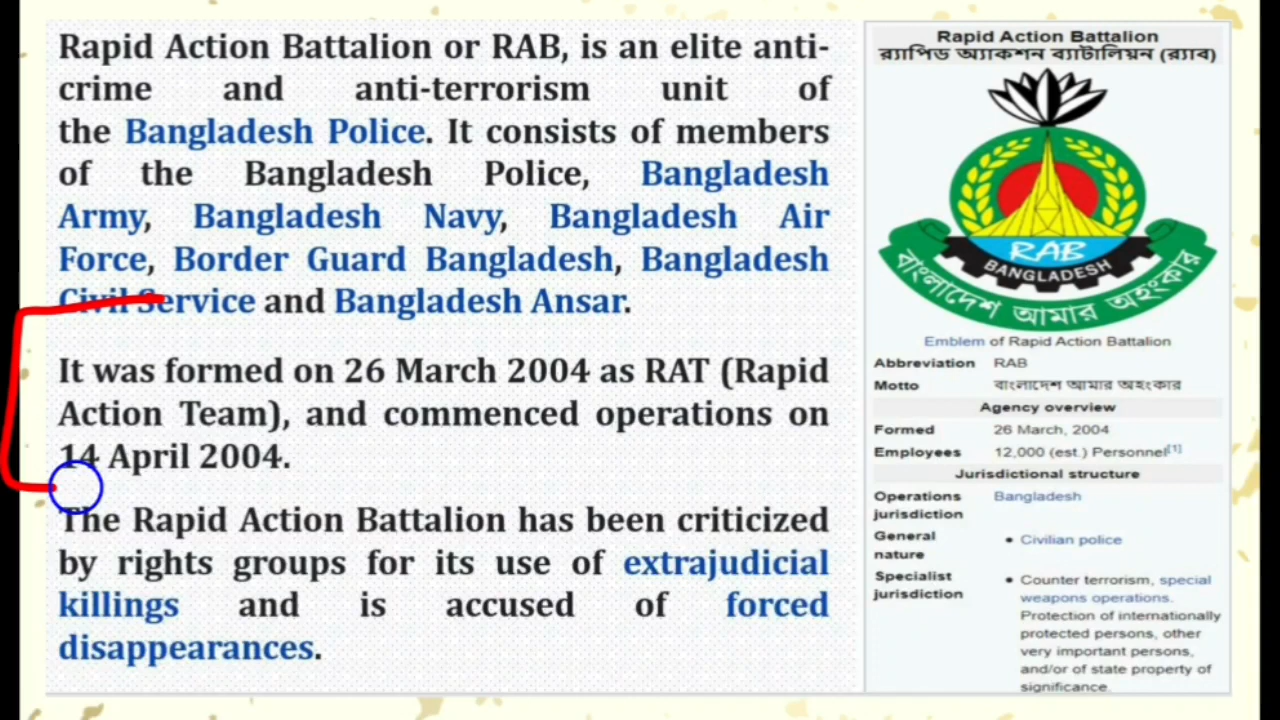 Rapid Action Battalion or RAB, is an elite anti-
crime and anti-terrorism unit of
the Bangladesh Police. It consists of members
of the Bangladesh Police, Bangladesh
Army, Bangladesh Navy, Bangladesh Air
Force, Border Guard Bangladesh, Bangladesh
Civil Service and Bangladesh Ansar.
It was formed on 26 March 2004 as RAT (Rapid
Action Team), and commenced operations on
14 April 2004.
The Rapid Action Battalion has been criticized
by rights groups for its use of extrajudicial
killings and is accused of forced
disappearances.
Rapid Action Battalion
র‍্যাপিড অ্যাকশন ব্যাটালিয়ন (র‍্যাব)
RAB
BANGLADESH
বাংলাদেশ আমার অহংকার
Emblem of Rapid Action Battalion
Abbreviation RAB
Motto বাংলাদেশ আমার অহংকার
Agency overview
Formed 26 March, 2004
Employees 12,000 (est.) Personnel[1]
Jurisdictional structure
Operations jurisdiction Bangladesh
General nature • Civilian police
Specialist jurisdiction • Counter terrorism, special
weapons operations.
Protection of internationally
protected persons, other
very important persons,
and/or of state property of
significance.